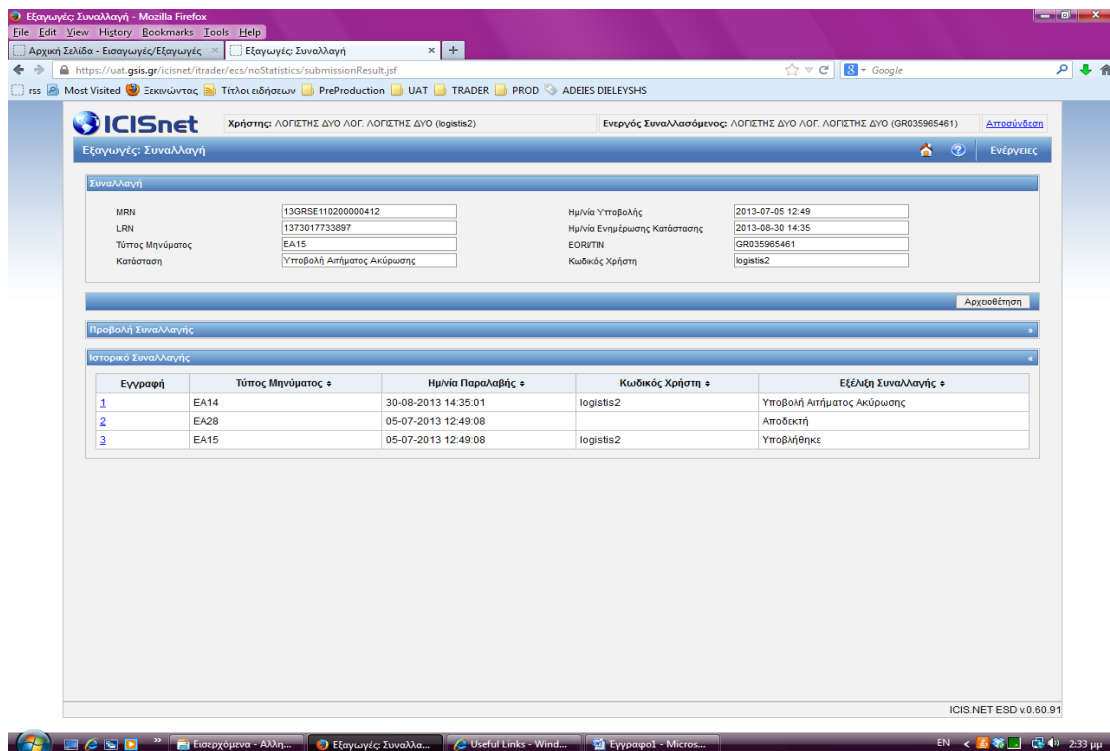 Εξαγωγές: Συναλλαγή - Mozilla Firefox
File Edit View History Bookmarks Tools Help
Αρχική Σελίδα - Εισαγωγές/Εξαγωγές × Εξαγωγές: Συναλλαγή × +
https://uat.gsis.gr/icisnet/itrader/ecs/noStatistics/submissionResult.jsf Google
rss Most Visited Ξεκινώντας Τίτλοι ειδήσεων PreProduction UAT TRADER PROD ADEIES DIELEYSHS
ICISnet Χρήστης: ΛΟΓΙΣΤΗΣ ΔΥΟ ΛΟΓ. ΛΟΓΙΣΤΗΣ ΔΥΟ (logistis2) Ενεργός Συναλλασόμενος: ΛΟΓΙΣΤΗΣ ΔΥΟ ΛΟΓ. ΛΟΓΙΣΤΗΣ ΔΥΟ (GR035965461) Αποσύνδεση
Εξαγωγές: Συναλλαγή Ενέργειες
Συναλλαγή
MRN 13GRSE110200000412 Ημ/νία Υποβολής 2013-07-05 12:49
LRN 1373017733897 Ημ/νία Ενημέρωσης Κατάστασης 2013-08-30 14:35
Τύπος Μηνύματος EA15 EORI/TIN GR035965461
Κατάσταση Υποβολή Αιτήματος Ακύρωσης Κωδικός Χρήστη logistis2
Αρχειοθέτηση
Προβολή Συναλλαγής »
Ιστορικό Συναλλαγής «
Εγγραφή Τύπος Μηνύματος Ημ/νία Παραλαβής Κωδικός Χρήστη Εξέλιξη Συναλλαγής
1 EA14 30-08-2013 14:35:01 logistis2 Υποβολή Αιτήματος Ακύρωσης
2 EA28 05-07-2013 12:49:08 Αποδεκτή
3 EA15 05-07-2013 12:49:08 logistis2 Υποβλήθηκε
ICIS.NET ESD v.0.60.91
» Εισερχόμενα - Αλλη... Εξαγωγές: Συναλλα... Useful Links - Wind... Έγγραφο1 - Micros... EN < 2:33 μμ